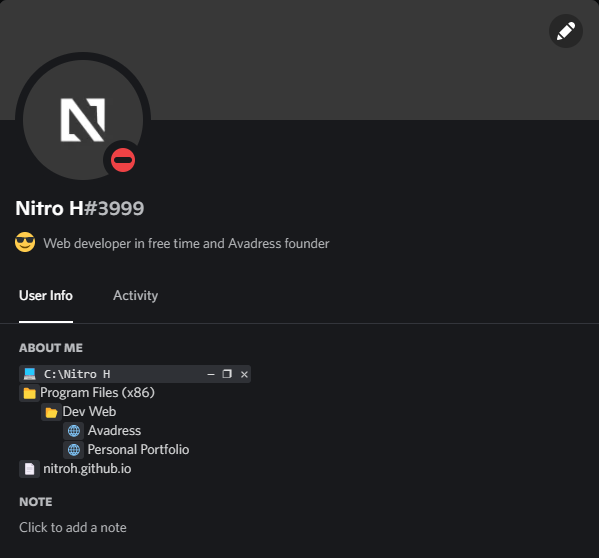 N
Nitro H#3999
Web developer in free time and Avadress founder
User Info Activity
ABOUT ME
C:\Nitro H
Program Files (x86)
Dev Web
Avadress
Personal Portfolio
nitroh.github.io
NOTE
Click to add a note